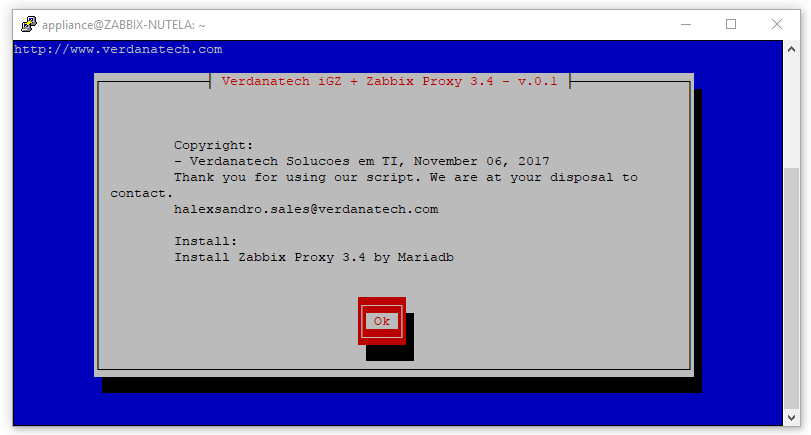 appliance@ZABBIX-NUTELA: ~
http://www.verdanatech.com
Verdanatech iGZ + Zabbix Proxy 3.4 - v.0.1
Copyright:
- Verdanatech Solucoes em TI, November 06, 2017
Thank you for using our script. We are at your disposal to
contact.
halexsandro.sales@verdanatech.com
Install:
Install Zabbix Proxy 3.4 by Mariadb
Ok